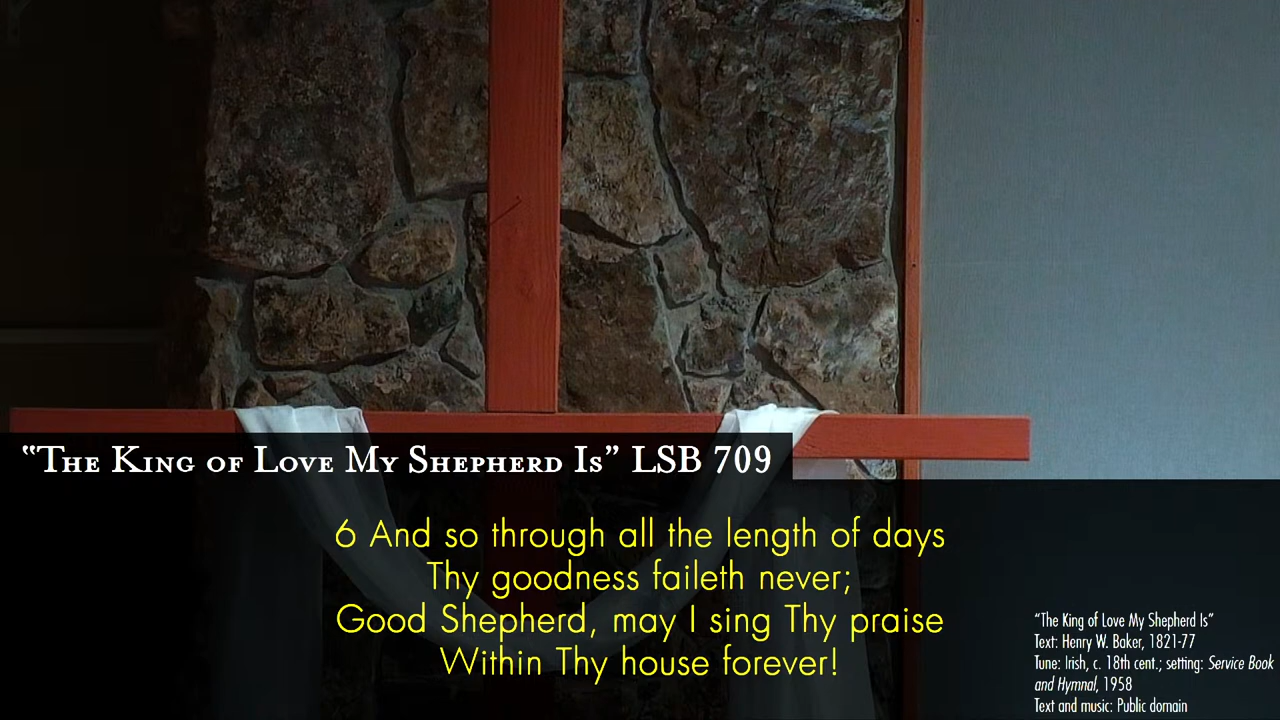 “The King of Love My Shepherd Is” LSB 709
6 And so through all the length of days
Thy goodness faileth never;
Good Shepherd, may I sing Thy praise
Within Thy house forever!
“The King of Love My Shepherd Is”
Text: Henry W. Baker, 1821-77
Tune: Irish, c. 18th cent.; setting: Service Book
and Hymnal, 1958
Text and music: Public domain